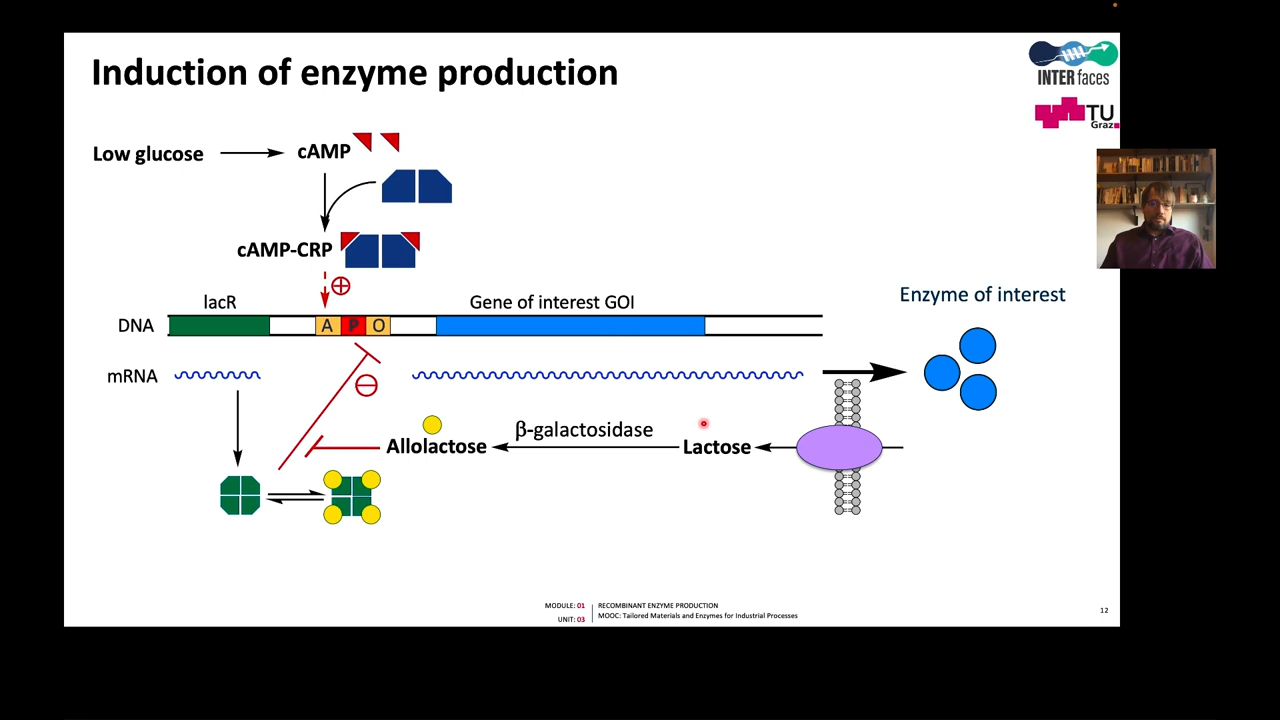 Induction of enzyme production
INTERfaces
TU
Graz
Low glucose
cAMP
cAMP-CRP
lacR
Gene of interest GOI
Enzyme of interest
DNA
A P O
mRNA
β-galactosidase
Allolactose
Lactose
MODULE: 01
RECOMBINANT ENZYME PRODUCTION
UNIT: 03
MOOC: Tailored Materials and Enzymes for Industrial Processes
12